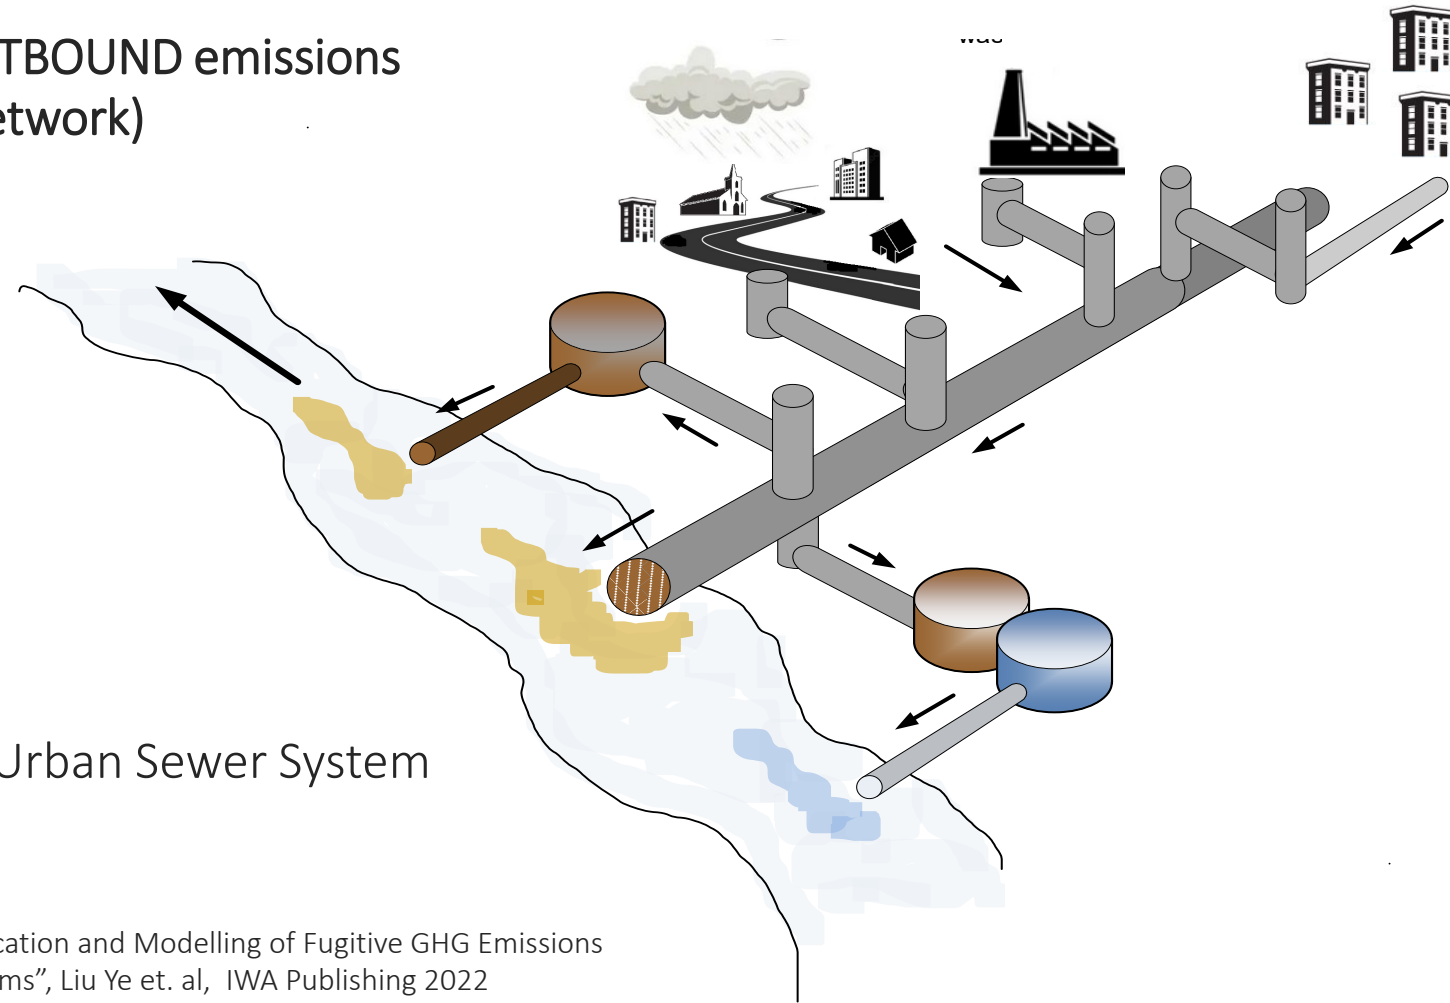 TBOUND emissions
etwork)
Urban Sewer System
cation and Modelling of Fugitive GHG Emissions
ms”, Liu Ye et. al, IWA Publishing 2022